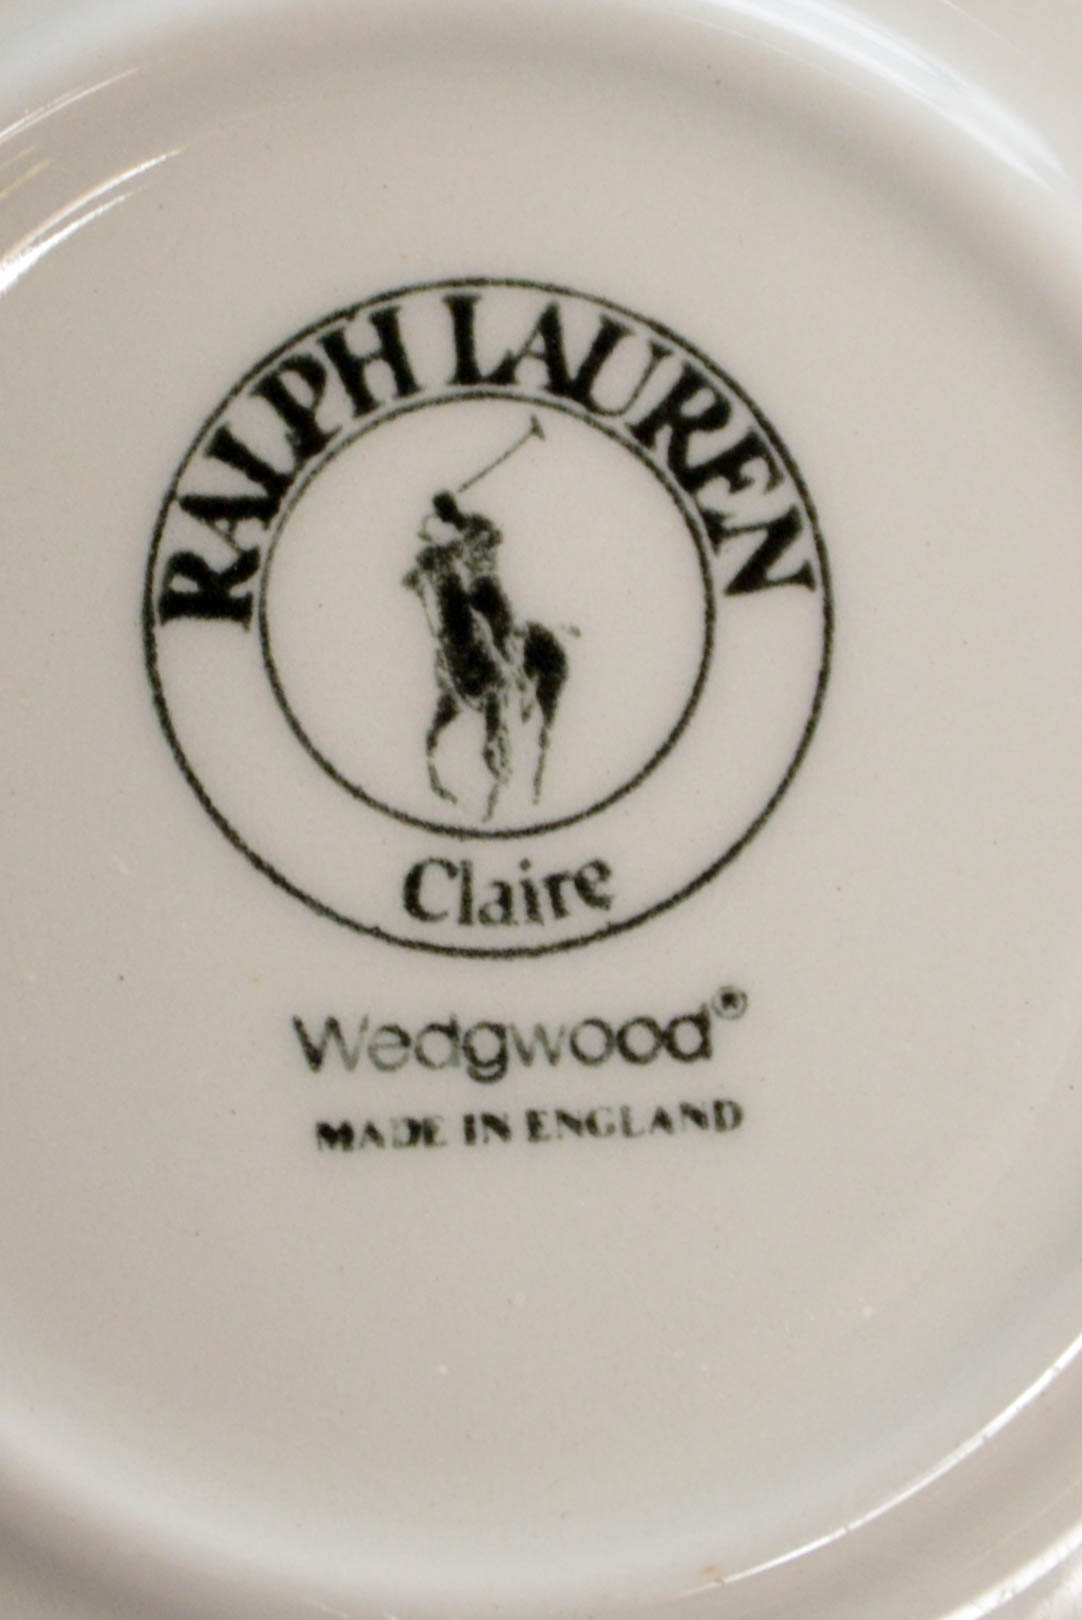 RALPH LAUREN
Claire
Wedgwood®
MADE IN ENGLAND